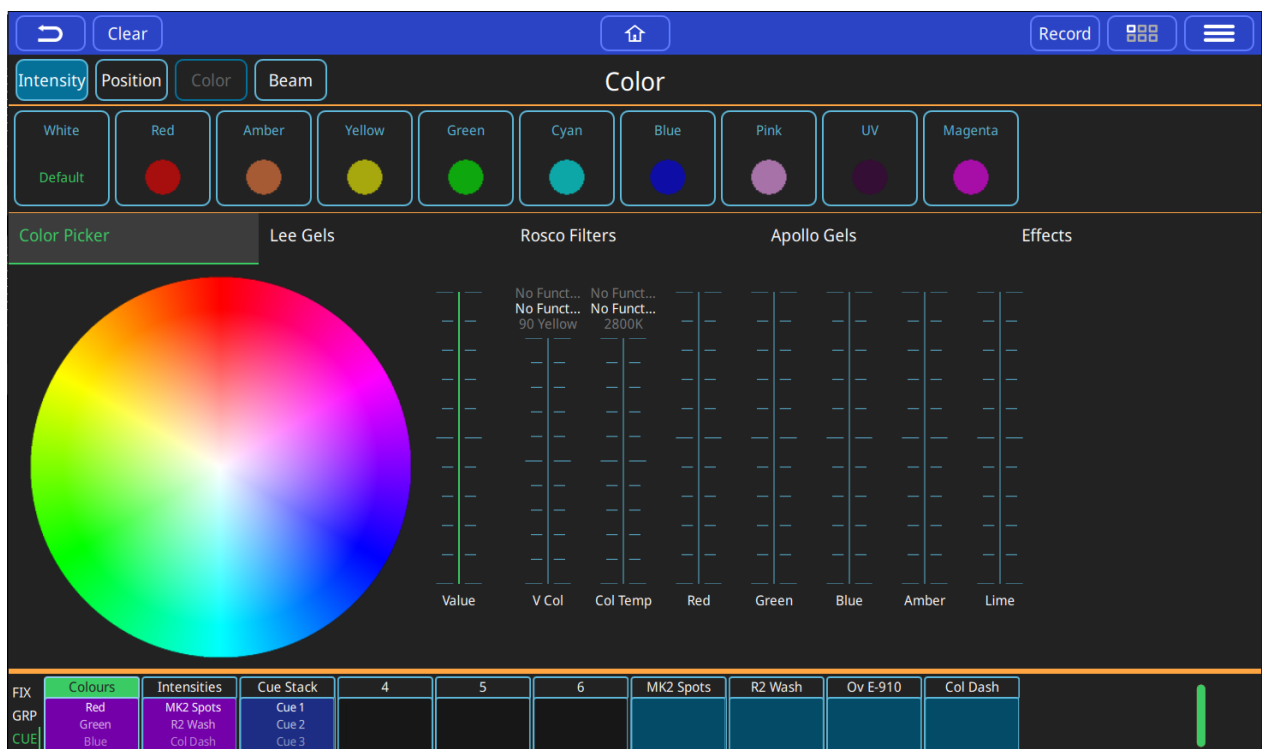 Clear
Record
Intensity Position Color Beam
Color
White Red Amber Yellow Green Cyan Blue Pink UV Magenta
Default
Color Picker Lee Gels Rosco Filters Apollo Gels Effects
No Funct... No Funct...
No Funct... No Funct...
90 Yellow 2800K
Value V Col Col Temp Red Green Blue Amber Lime
FIX Colours Intensities Cue Stack 4 5 6 MK2 Spots R2 Wash Ov E-910 Col Dash
Red MK2 Spots Cue 1
GRP Green R2 Wash Cue 2
CUE Blue Col Dash Cue 3